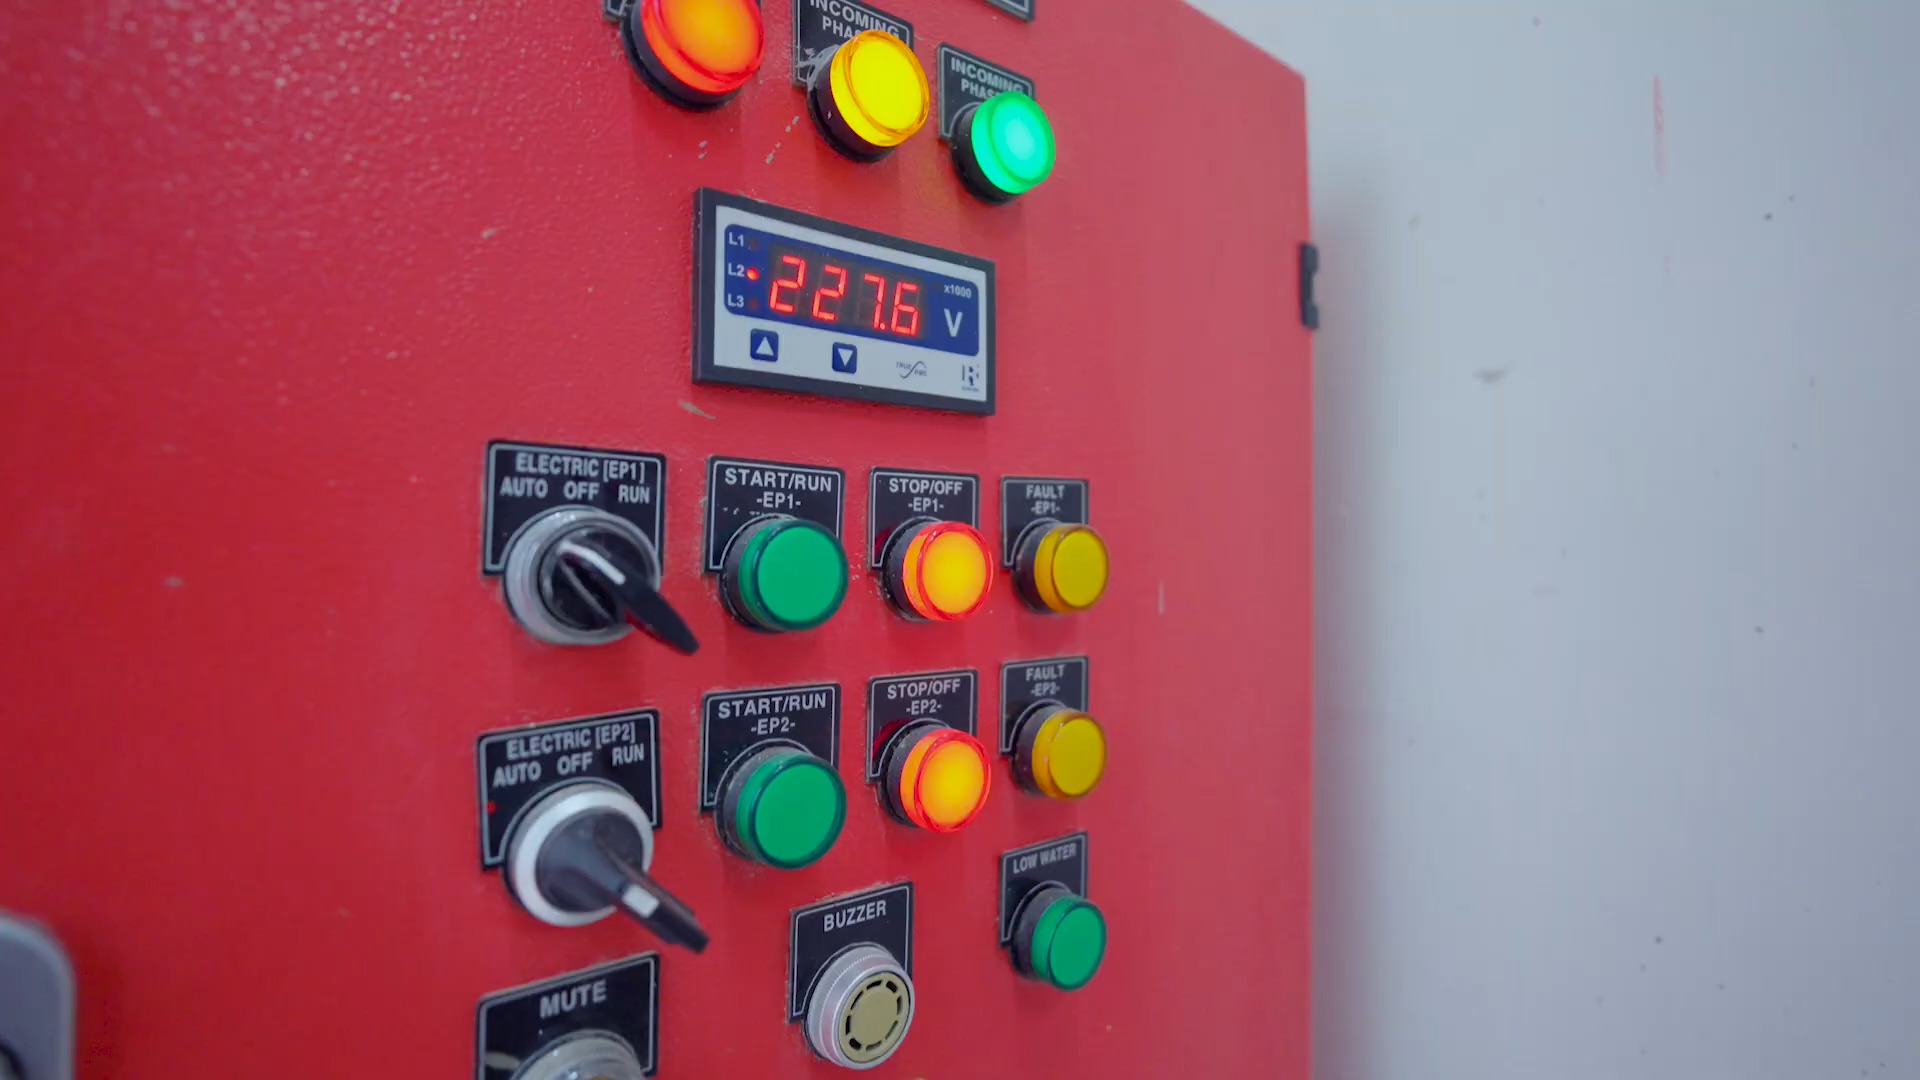 INCOMING
INCOMING
L1
L2
L3
227.6
x1000
V
TRUE RMS
ELECTRIC [EP1]
AUTO OFF RUN
START/RUN
-EP1-
STOP/OFF
-EP1-
FAULT
-EP1-
ELECTRIC [EP2]
AUTO OFF RUN
START/RUN
-EP2-
STOP/OFF
-EP2-
FAULT
-EP2-
LOW WATER
BUZZER
MUTE